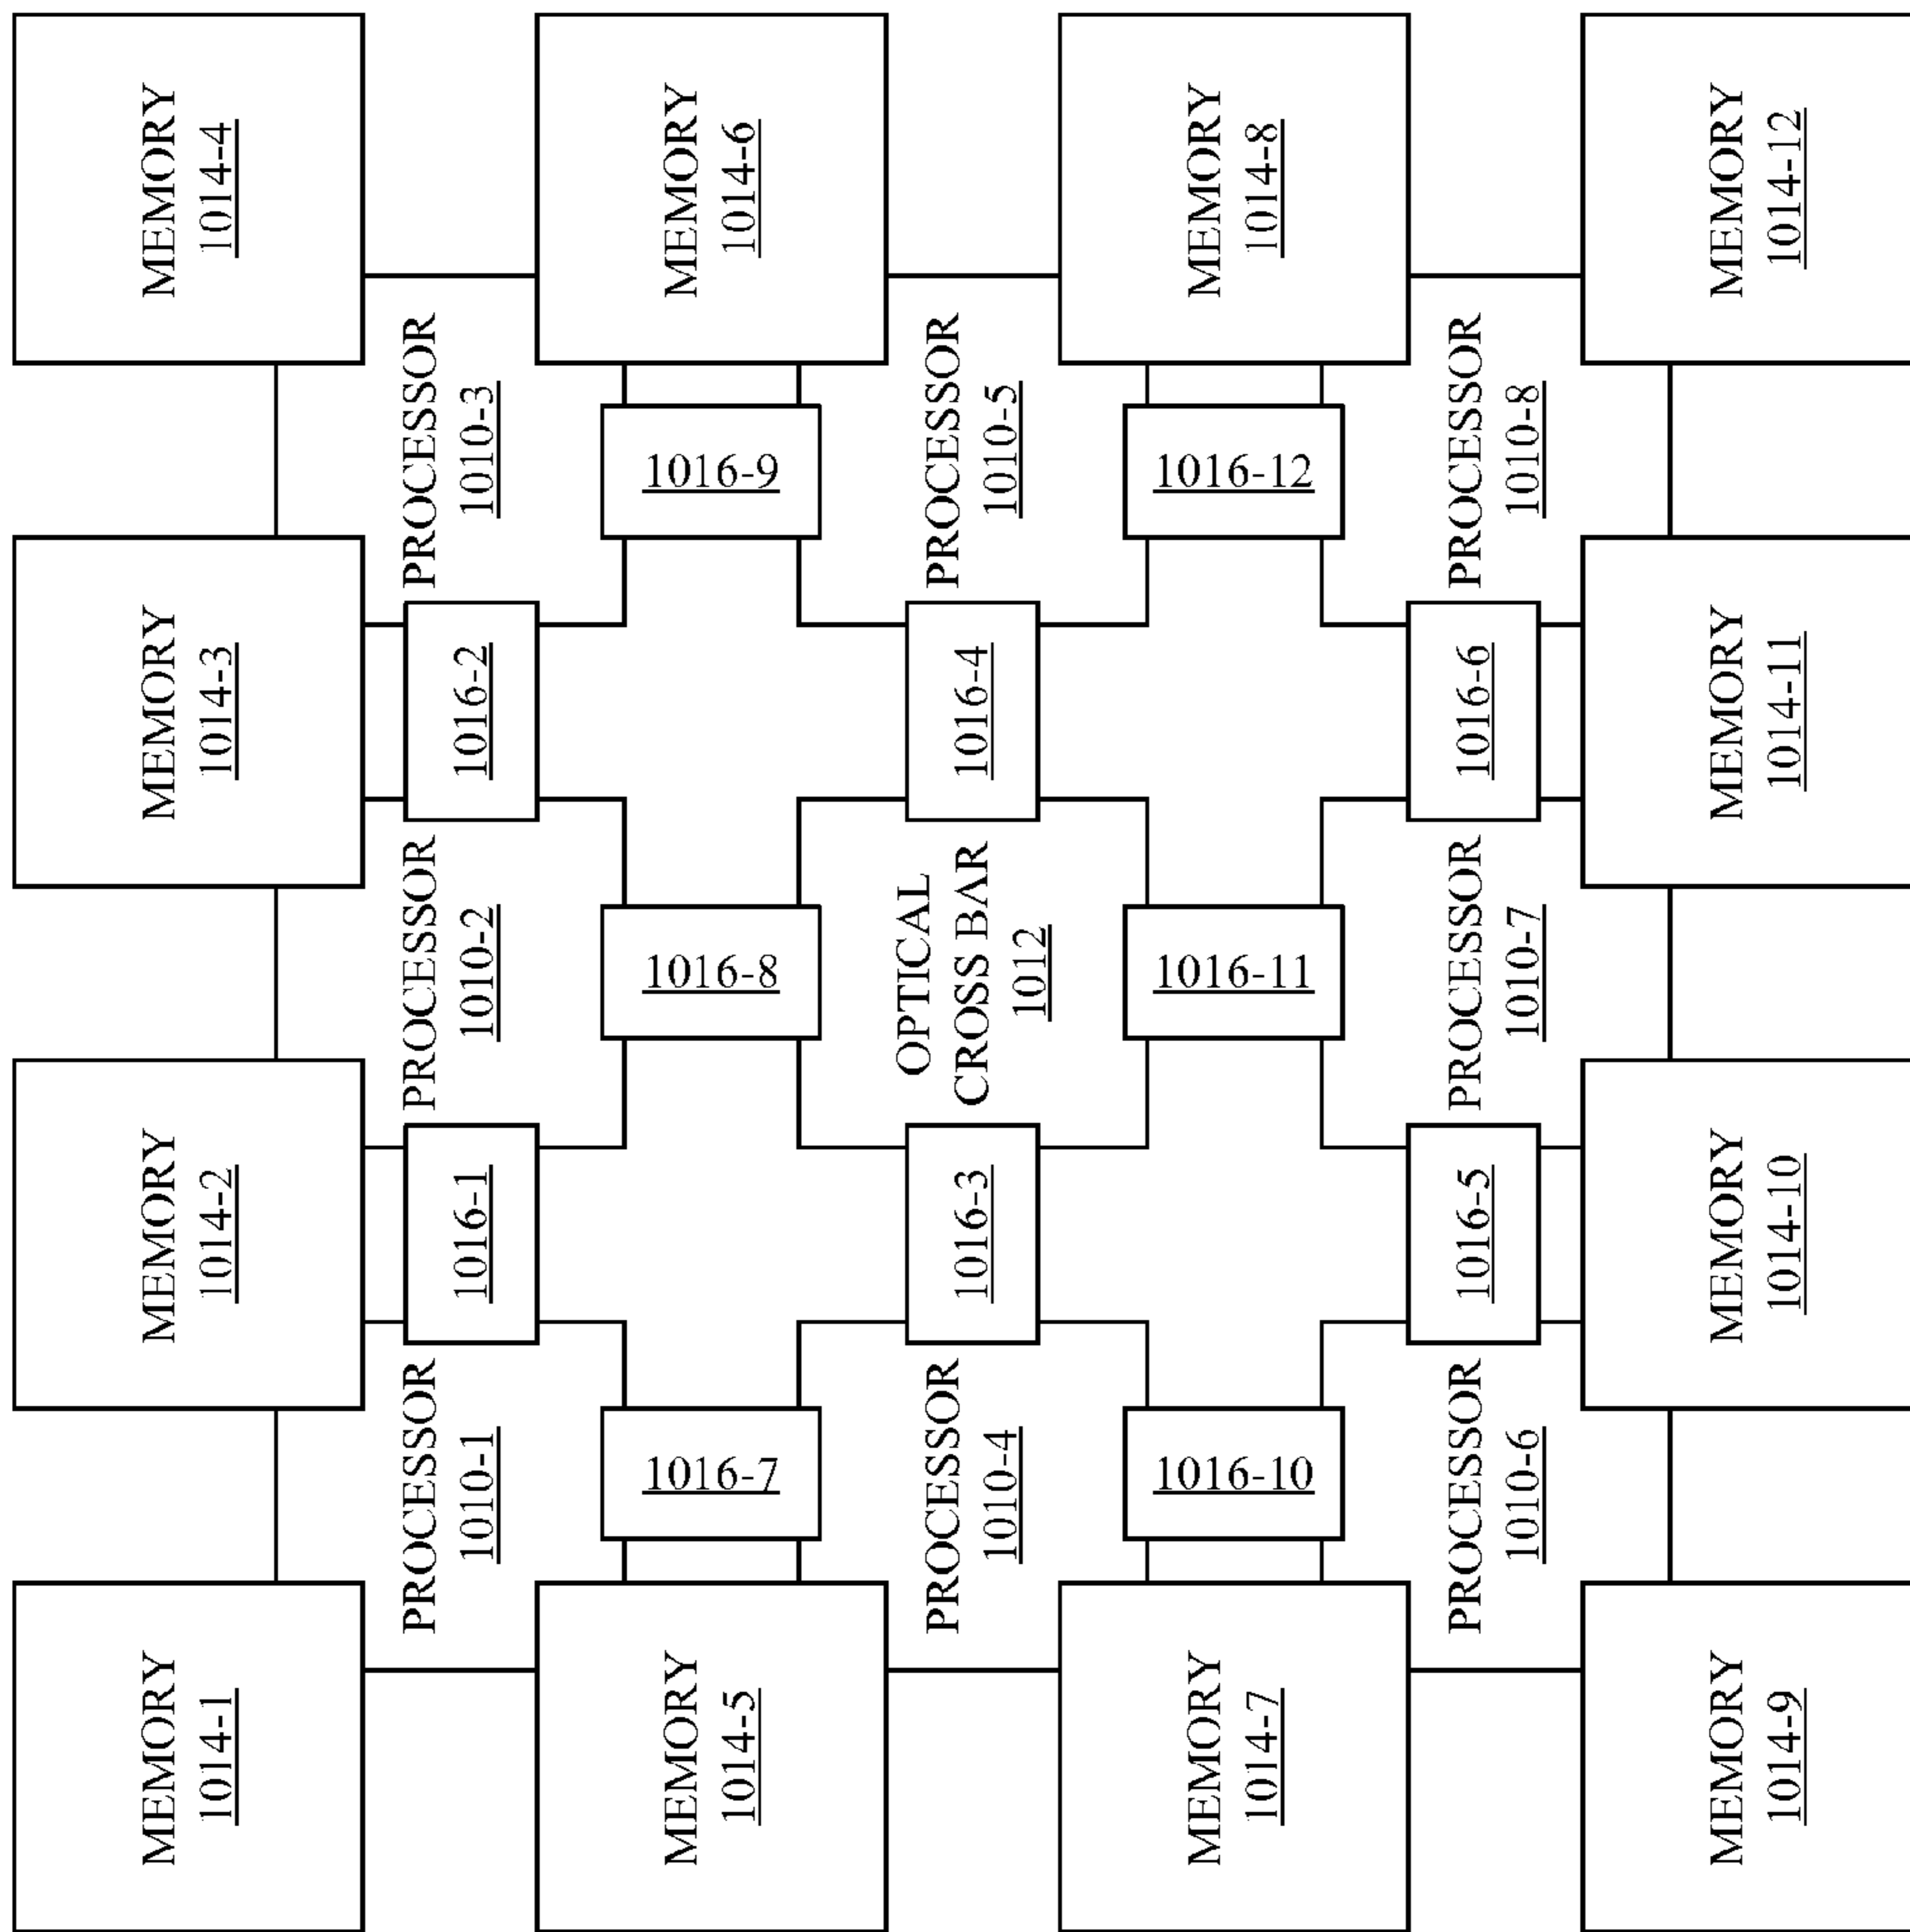 MEMORY
1014-1
MEMORY
1014-2
MEMORY
1014-3
MEMORY
1014-4
PROCESSOR
1010-1
1016-1
PROCESSOR
1010-2
1016-2
PROCESSOR
1010-3
MEMORY
1014-5
1016-7
1016-8
1016-9
MEMORY
1014-6
PROCESSOR
1010-4
1016-3
OPTICAL
CROSS BAR
1012
1016-4
PROCESSOR
1010-5
MEMORY
1014-7
1016-10
1016-11
1016-12
MEMORY
1014-8
PROCESSOR
1010-6
1016-5
PROCESSOR
1010-7
1016-6
PROCESSOR
1010-8
MEMORY
1014-9
MEMORY
1014-10
MEMORY
1014-11
MEMORY
1014-12